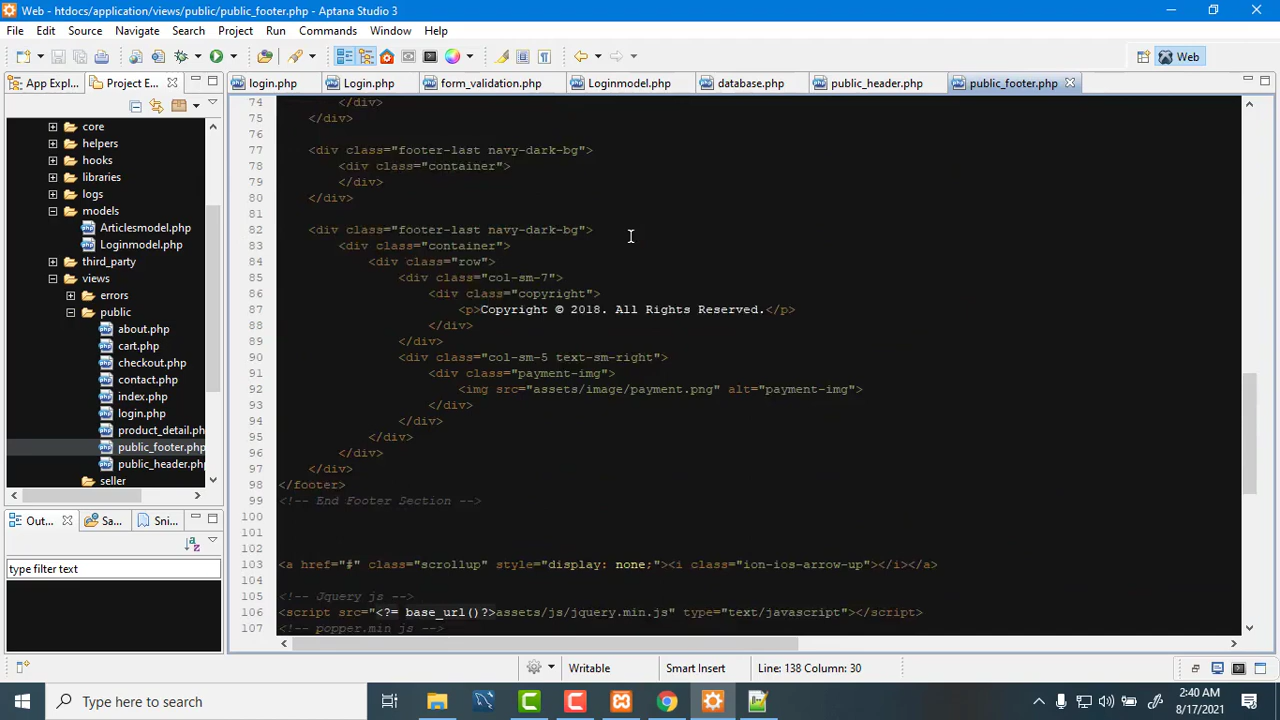 Web - htdocs/application/views/public/public_footer.php - Aptana Studio 3
File Edit Source Navigate Search Project Run Commands Window Help
Web
App Explo... Project E...
login.php Login.php form_validation.php Loginmodel.php database.php public_header.php public_footer.php
core
helpers
hooks
libraries
logs
models
Articlesmodel.php
Loginmodel.php
third_party
views
errors
public
about.php
cart.php
checkout.php
contact.php
index.php
login.php
product_detail.ph
public_footer.php
public_header.php
seller
Out... Sa... Sni...
type filter text
74 </div>
75 </div>
76
77 <div class="footer-last navy-dark-bg">
78 <div class="container">
79 </div>
80 </div>
81
82 <div class="footer-last navy-dark-bg">
83 <div class="container">
84 <div class="row">
85 <div class="col-sm-7">
86 <div class="copyright">
87 <p>Copyright © 2018. All Rights Reserved.</p>
88 </div>
89 </div>
90 <div class="col-sm-5 text-sm-right">
91 <div class="payment-img">
92 <img src="assets/image/payment.png" alt="payment-img">
93 </div>
94 </div>
95 </div>
96 </div>
97 </div>
98 </footer>
99 <!-- End Footer Section -->
100
101
102
103 <a href="#" class="scrollup" style="display: none;"><i class="ion-ios-arrow-up"></i></a>
104
105 <!-- Jquery js -->
106 <script src="<?= base_url()?>assets/js/jquery.min.js" type="text/javascript"></script>
107 <!-- popper.min js -->
Writable Smart Insert Line: 138 Column: 30
Type here to search
2:40 AM
8/17/2021